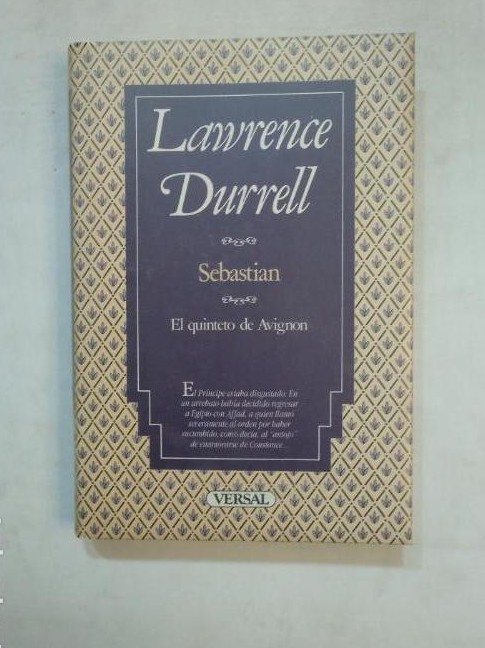 Lawrence
Durrell
Sebastian
El quinteto de Avignon
El Príncipe estaba disgustado. En
un arrebato había decidido regresar
a Egipto con Affad, a quien llamó
severamente al orden por haber
sucumbido, como decía, al "antojo"
de enamorarse de Constance...
VERSAL